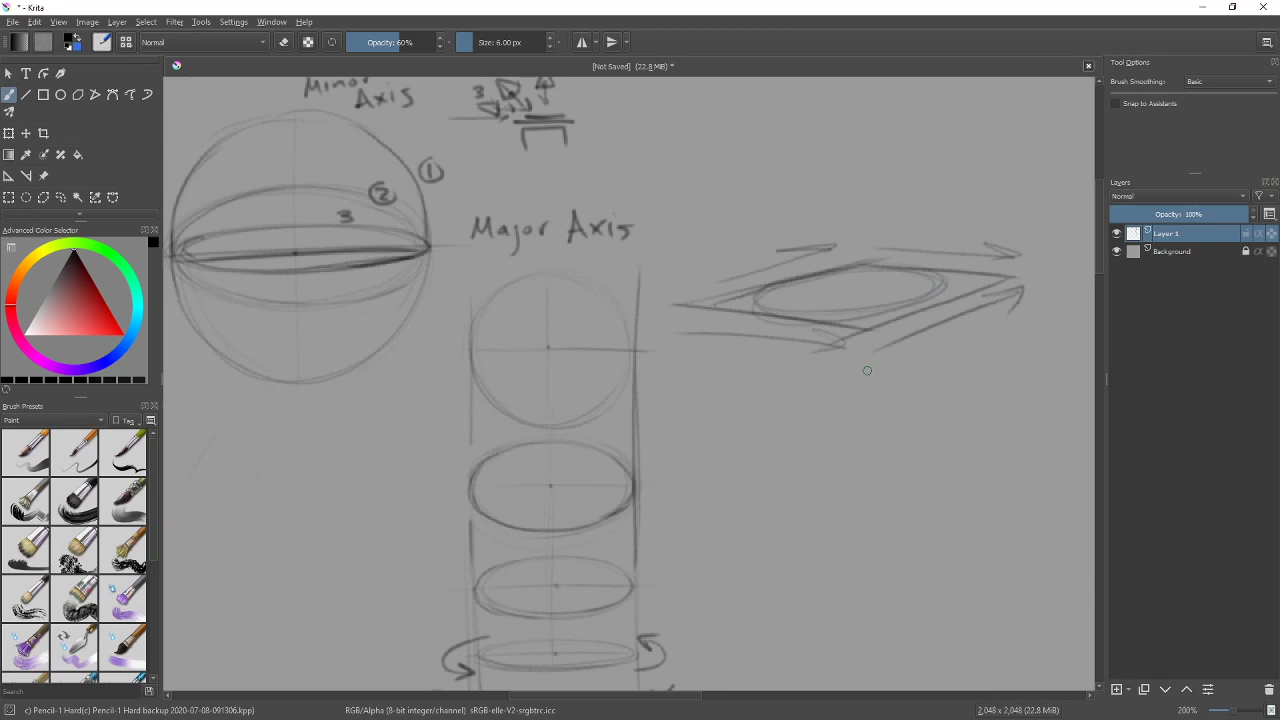 - Krita
File Edit View Image Layer Select Filter Tools Settings Window Help
Normal
Opacity: 60%
Size: 6.00 px
[Not Saved] (22.8 MiB) *
Tool Options
Brush Smoothing: Basic
Snap to Assistants
Advanced Color Selector
Layers
Normal
Opacity: 100%
Layer 1
Background
Brush Presets
Paint
Tag
Search
Minor
Axis
1
2
3
3
Major Axis
c) Pencil-1 Hard(c) Pencil-1 Hard backup 2020-07-08-091306.kpp)
RGB/Alpha (8-bit integer/channel) sRGB-elle-V2-srgbtrc.icc
2,048 x 2,048 (22.8 MiB)
200%